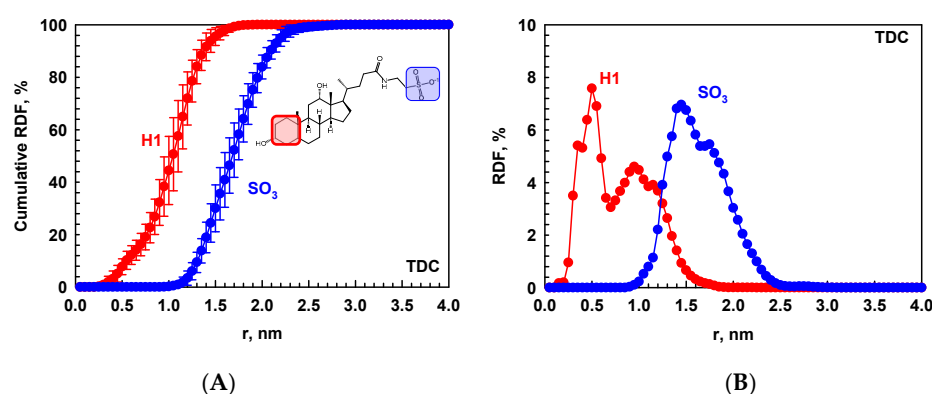 Cumulative RDF, %
100
80
60
40
20
0
0.0 0.5 1.0 1.5 2.0 2.5 3.0 3.5 4.0
r, nm
H1
SO3
TDC
OH
HO
H
H
H
H
O
N
H
O
S
O
O-
(A)
RDF, %
10
8
6
4
2
0
0.0 0.5 1.0 1.5 2.0 2.5 3.0 3.5 4.0
r, nm
TDC
H1
SO3
(B)